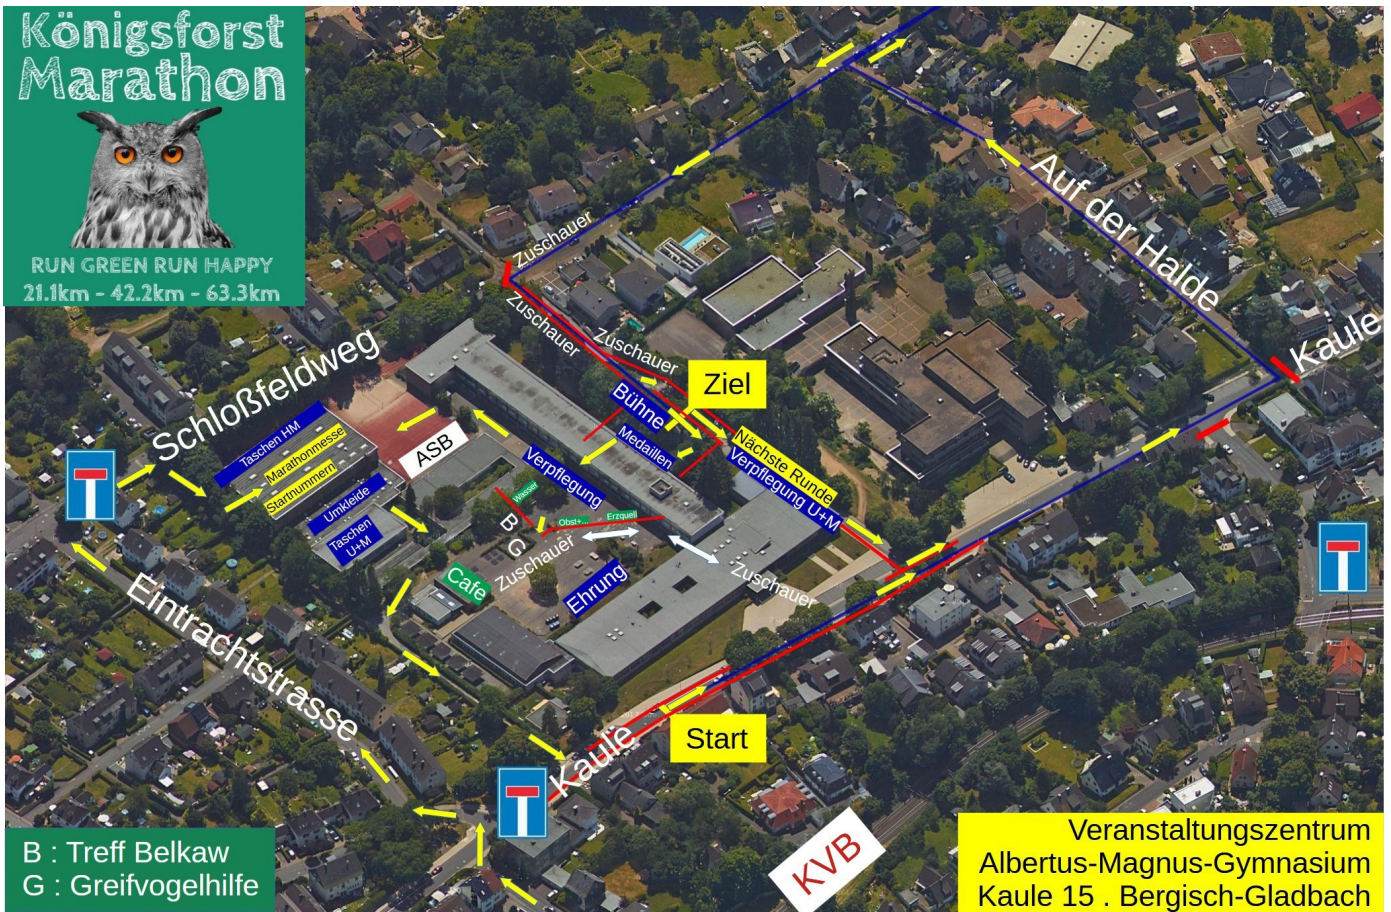 Königsforst
Marathon
RUN GREEN RUN HAPPY
21.1km - 42.2km - 63.3km
Auf der Halde
Kaule
Zuschauer
Zuschauer
Zuschauer
Ziel
Bühne
Medaillen
Nächste Runde
Verpflegung U+M
Schloßfeldweg
Taschen HM
Marathonmesse
Startnummern
Umkleide
Taschen
U+M
ASB
Verpflegung
Wasser
Obst+...
Erzquell
B
G
Zuschauer
Zuschauer
Cafe
Ehrung
Eintrachtstrasse
Start
Kaule
KVB
B : Treff Belkaw
G : Greifvogelhilfe
Veranstaltungszentrum
Albertus-Magnus-Gymnasium
Kaule 15 . Bergisch-Gladbach